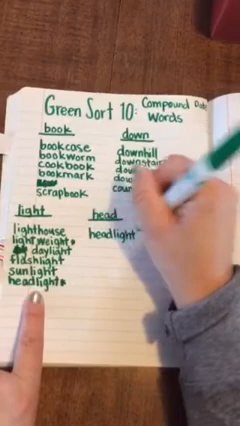 Green Sort 10: Compound
Words
book
bookcase
bookworm
cookbook
bookmark
scrapbook
down
downhill
light
lighthouse
lightweight
daylight
flashlight
sunlight
headlight
head
headlight